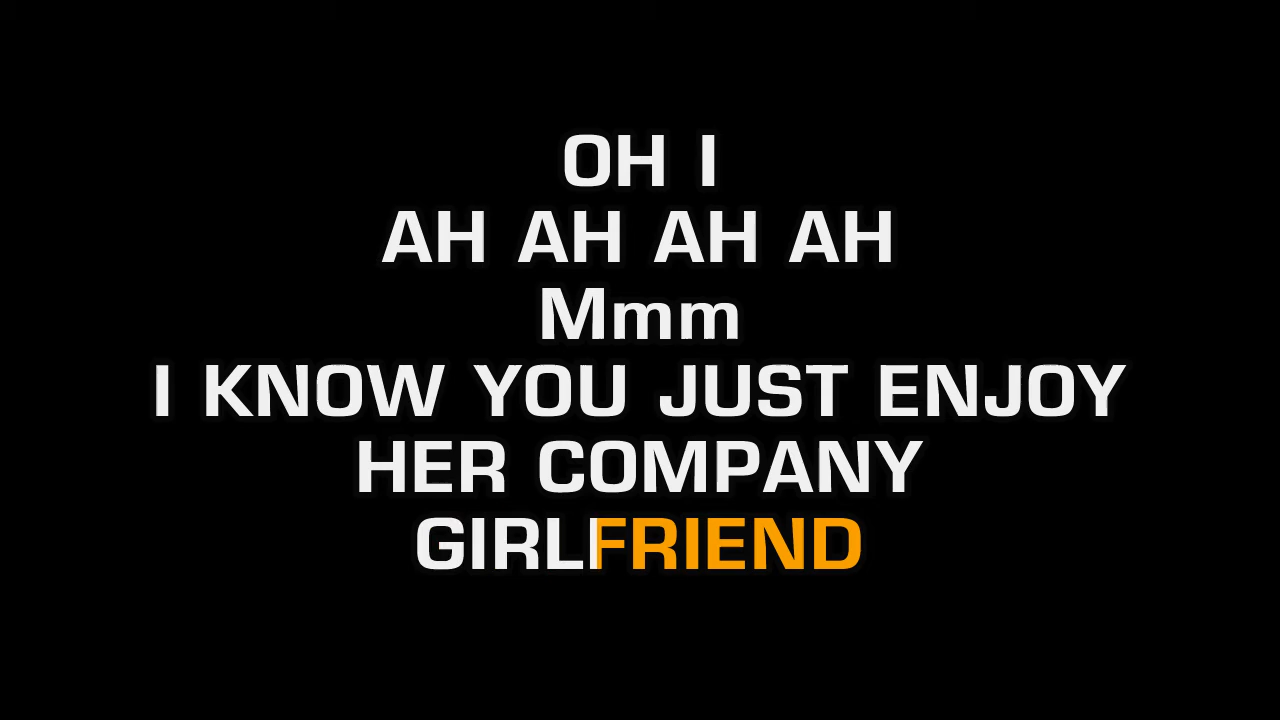 OH I
AH AH AH AH
Mmm
I KNOW YOU JUST ENJOY
HER COMPANY
GIRLFRIEND